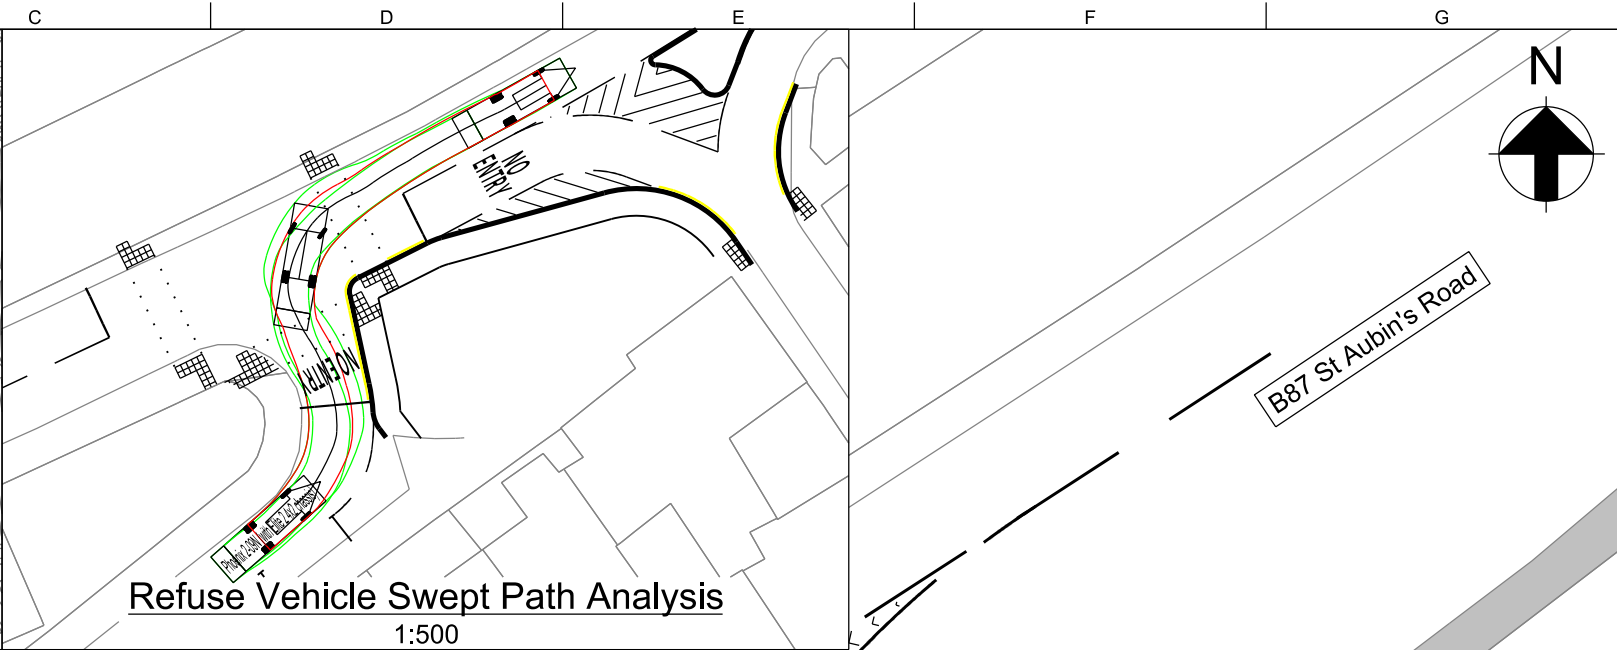 C D E F G
N
NO
ENTRY
NO ENTRY
B87 St Aubin's Road
Refuse Vehicle Swept Path Analysis
1:500